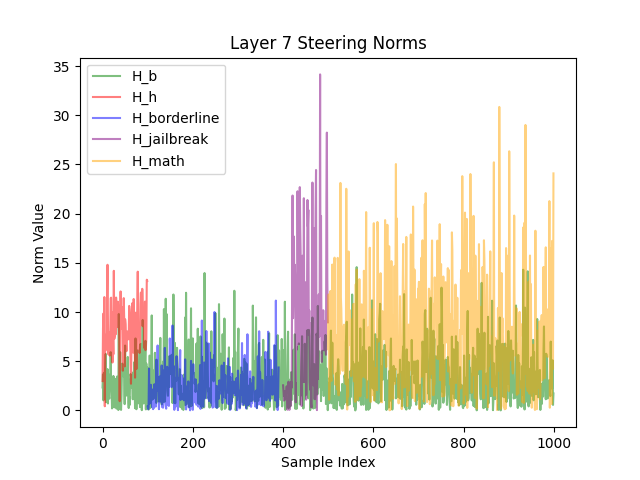 Layer 7 Steering Norms
Norm Value
35
30
25
20
15
10
5
0
H_b
H_h
H_borderline
H_jailbreak
H_math
0
200
400
600
800
1000
Sample Index